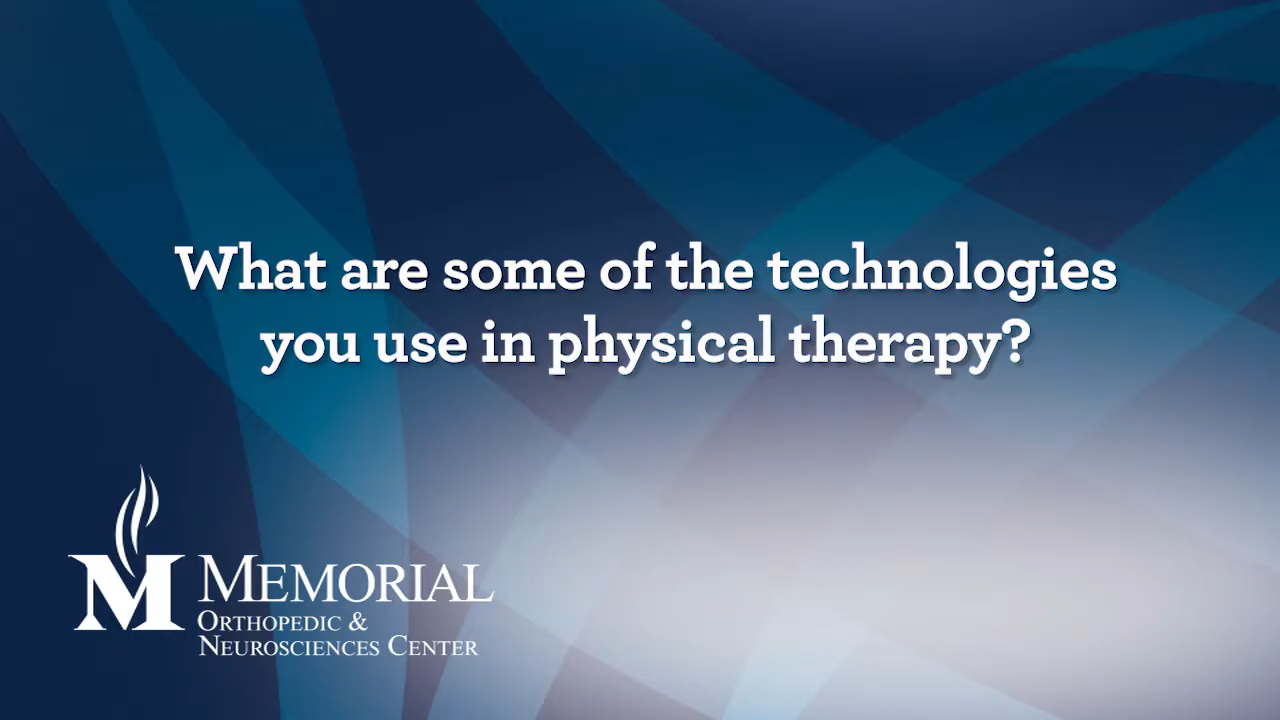 What are some of the technologies
you use in physical therapy?
M MEMORIAL
ORTHOPEDIC &
NEUROSCIENCES CENTER